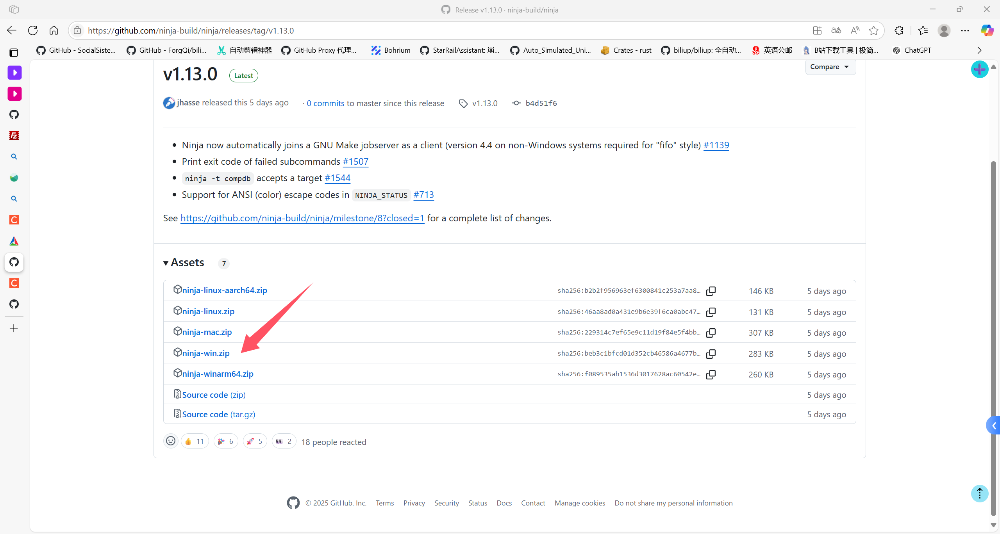 Release v1.13.0 · ninja-build/ninja
https://github.com/ninja-build/ninja/releases/tag/v1.13.0
GitHub - SocialSiste... GitHub - ForgQi/bili... 自动剪辑神器 GitHub Proxy 代理... Bohrium StarRailAssistant: 崩... Auto_Simulated_Uni... Crates - rust biliup/biliup: 全自动... 英语公邮 B站下载工具 | 极简... ChatGPT
v1.13.0 Latest Compare
jhasse released this 5 days ago · 0 commits to master since this release v1.13.0 b4d51f6
Ninja now automatically joins a GNU Make jobserver as a client (version 4.4 on non-Windows systems required for "fifo" style) #1139
Print exit code of failed subcommands #1507
ninja -t compdb accepts a target #1544
Support for ANSI (color) escape codes in NINJA_STATUS #713
See https://github.com/ninja-build/ninja/milestone/8?closed=1 for a complete list of changes.
Assets 7
ninja-linux-aarch64.zip sha256:b2b2f956963ef6300841c253a7aa8... 146 KB 5 days ago
ninja-linux.zip sha256:46aa8ad0a431e9b6e39f6ca0abc47... 131 KB 5 days ago
ninja-mac.zip sha256:229314c7ef65e9c11d19f84e5f4bb... 307 KB 5 days ago
ninja-win.zip sha256:beb3c1bfcd01d352cb46586a4677b... 283 KB 5 days ago
ninja-winarm64.zip sha256:f089535ab1536d3017628ac60542e... 260 KB 5 days ago
Source code (zip) 5 days ago
Source code (tar.gz) 5 days ago
11 6 5 2 18 people reacted
© 2025 GitHub, Inc. Terms Privacy Security Status Docs Contact Manage cookies Do not share my personal information